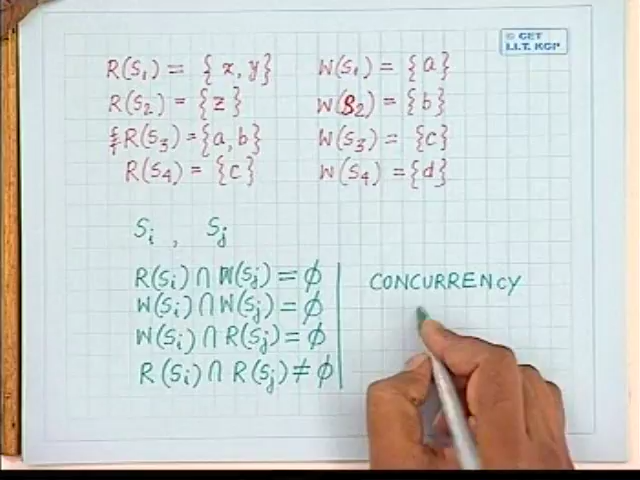 © CET
I.I.T. KGP
R(S1) = {x, y} W(S1) = {a}
R(S2) = {z} W(S2) = {b}
R(S3) = {a, b} W(S3) = {c}
R(S4) = {c} W(S4) = {d}
Si , Sj
R(Si) ∩ W(Sj) = ϕ
W(Si) ∩ W(Sj) = ϕ
W(Si) ∩ R(Sj) = ϕ
R(Si) ∩ R(Sj) ≠ ϕ
CONCURRENCY